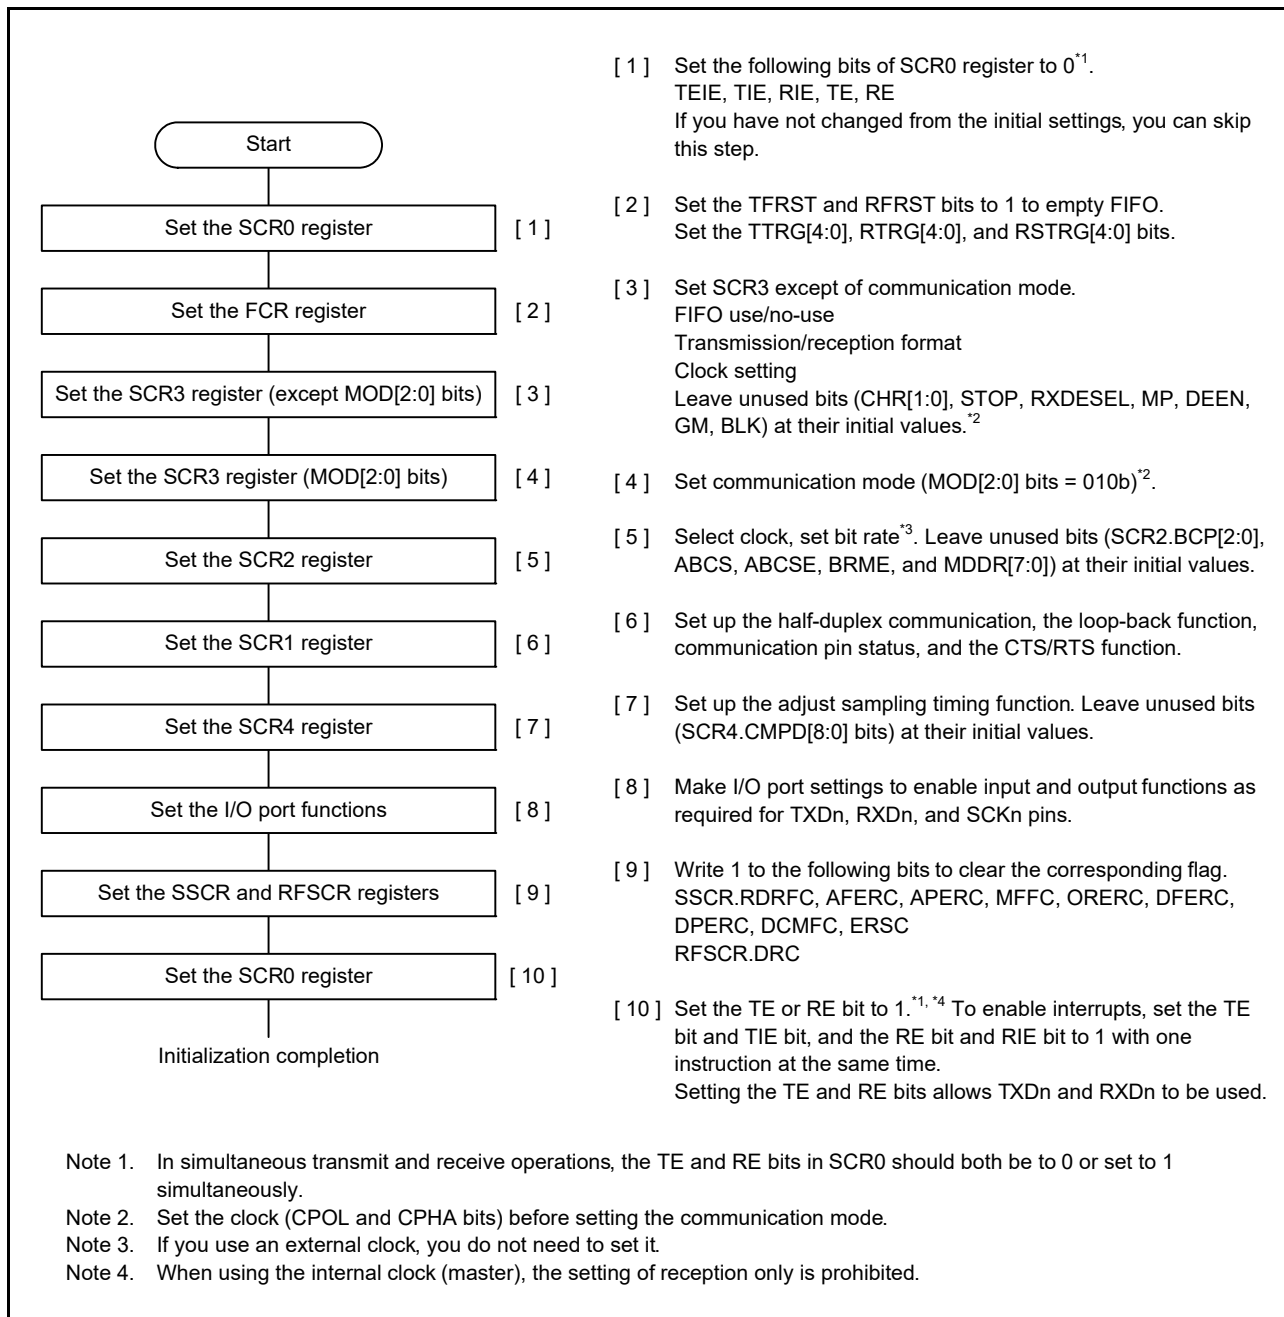 Start
Set the SCR0 register
[ 1 ]
Set the FCR register
[ 2 ]
Set the SCR3 register (except MOD[2:0] bits)
[ 3 ]
Set the SCR3 register (MOD[2:0] bits)
[ 4 ]
Set the SCR2 register
[ 5 ]
Set the SCR1 register
[ 6 ]
Set the SCR4 register
[ 7 ]
Set the I/O port functions
[ 8 ]
Set the SSCR and RFSCR registers
[ 9 ]
Set the SCR0 register
[ 10 ]
Initialization completion
[ 1 ] Set the following bits of SCR0 register to 0*1.
TEIE, TIE, RIE, TE, RE
If you have not changed from the initial settings, you can skip
this step.
[ 2 ] Set the TFRST and RFRST bits to 1 to empty FIFO.
Set the TTRG[4:0], RTRG[4:0], and RSTRG[4:0] bits.
[ 3 ] Set SCR3 except of communication mode.
FIFO use/no-use
Transmission/reception format
Clock setting
Leave unused bits (CHR[1:0], STOP, RXDESEL, MP, DEEN,
GM, BLK) at their initial values.*2
[ 4 ] Set communication mode (MOD[2:0] bits = 010b)*2.
[ 5 ] Select clock, set bit rate*3. Leave unused bits (SCR2.BCP[2:0],
ABCS, ABCSE, BRME, and MDDR[7:0]) at their initial values.
[ 6 ] Set up the half-duplex communication, the loop-back function,
communication pin status, and the CTS/RTS function.
[ 7 ] Set up the adjust sampling timing function. Leave unused bits
(SCR4.CMPD[8:0] bits) at their initial values.
[ 8 ] Make I/O port settings to enable input and output functions as
required for TXDn, RXDn, and SCKn pins.
[ 9 ] Write 1 to the following bits to clear the corresponding flag.
SSCR.RDRFC, AFERC, APERC, MFFC, ORERC, DFERC,
DPERC, DCMFC, ERSC
RFSCR.DRC
[ 10 ] Set the TE or RE bit to 1.*1, *4 To enable interrupts, set the TE
bit and TIE bit, and the RE bit and RIE bit to 1 with one
instruction at the same time.
Setting the TE and RE bits allows TXDn and RXDn to be used.
Note 1. In simultaneous transmit and receive operations, the TE and RE bits in SCR0 should both be to 0 or set to 1
simultaneously.
Note 2. Set the clock (CPOL and CPHA bits) before setting the communication mode.
Note 3. If you use an external clock, you do not need to set it.
Note 4. When using the internal clock (master), the setting of reception only is prohibited.